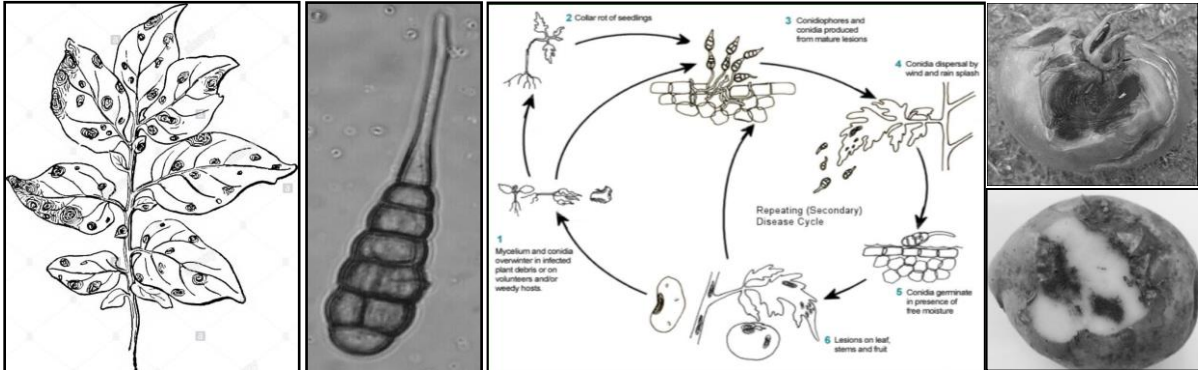 2 Collar rot of seedlings
3 Conidiophores and
conidia produced
from mature lesions
4 Conidia dispersal by
wind and rain splash
Repeating (Secondary)
Disease Cycle
1
Mycelium and conidia
overwinter in infected
plant debris or on
volunteers and/or
weedy hosts.
5 Conidia germinate
in presence of
free moisture
6 Lesions on leaf,
stems and fruit